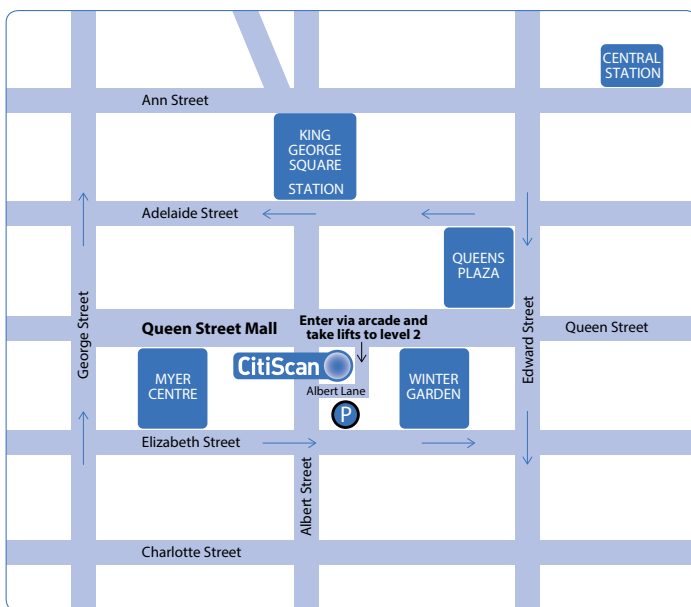 CENTRAL
STATION
Ann Street
KING
GEORGE
SQUARE
STATION
Adelaide Street
QUEENS
PLAZA
George Street
Queen Street Mall
Enter via arcade and
take lifts to level 2
Edward Street
Queen Street
CitiScan
MYER
CENTRE
Albert Lane
WINTER
GARDEN
P
Elizabeth Street
Albert Street
Charlotte Street